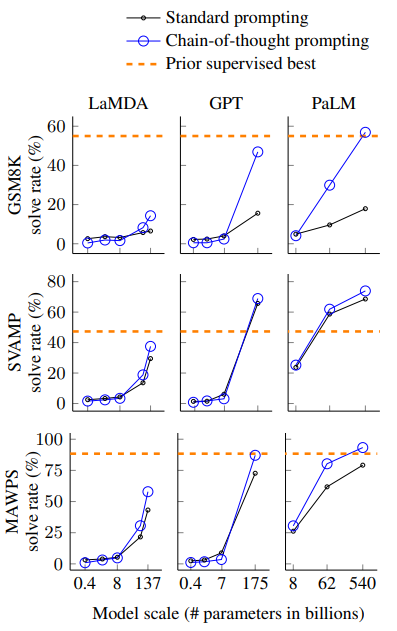 Standard prompting
Chain-of-thought prompting
Prior supervised best
LaMDA GPT PaLM
GSM8K
solve rate (%)
60
40
20
0
SVAMP
solve rate (%)
80
60
40
20
0
MAWPS
solve rate (%)
100
75
50
25
0
0.4 8 137 0.4 7 175 8 62 540
Model scale (# parameters in billions)